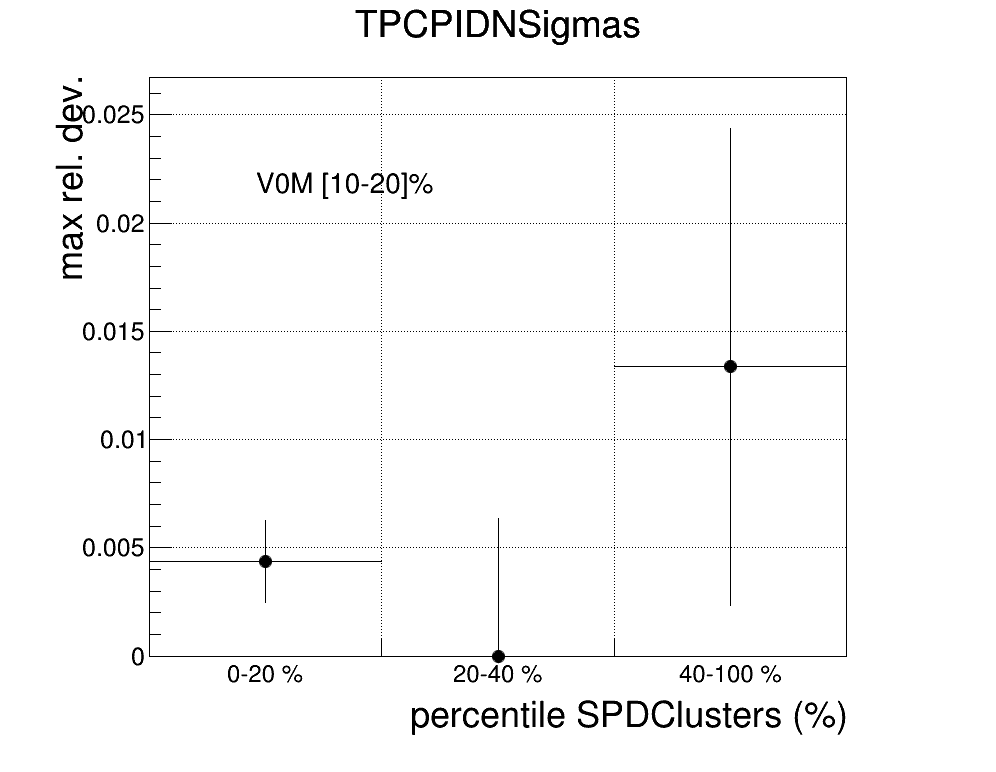 TPCPIDNSigmas
max rel. dev.
0.025
V0M [10-20]%
0.02
0.015
0.01
0.005
0
0-20 %
20-40 %
40-100 %
percentile SPDClusters (%)